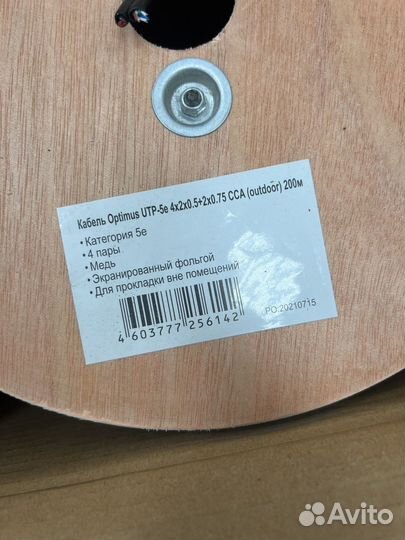 Кабель Optimus UTP-5e 4x2x0.5+2x0.75 CCA (outdoor) 200м
• Категория 5e
• 4 пары
• Медь
• Экранированный фольгой
• Для прокладки вне помещений
4 603777 256142
PO:20210715
Avito